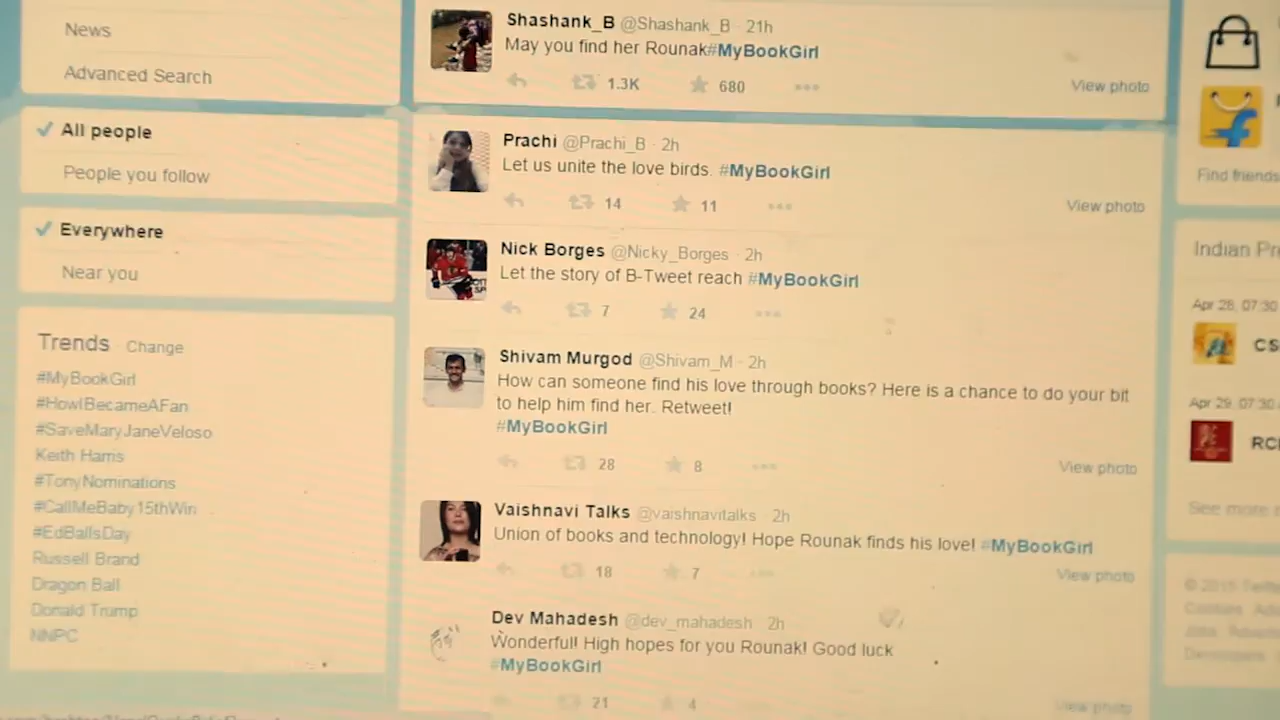 News
Advanced Search
All people
People you follow
Everywhere
Near you
Trends · Change
#MyBookGirl
#HowIBecameAFan
#SaveMaryJaneVeloso
Keith Harris
#TonyNominations
#CallMeBaby15thWin
#EdBallsDay
Russell Brand
Dragon Ball
Donald Trump
NNPC
Shashank_B @Shashank_B · 21h
May you find her Rounak#MyBookGirl
1.3K 680
View photo
Prachi @Prachi_B · 2h
Let us unite the love birds. #MyBookGirl
14 11
View photo
Nick Borges @Nicky_Borges · 2h
Let the story of B-Tweet reach #MyBookGirl
7 24
Shivam Murgod @Shivam_M · 2h
How can someone find his love through books? Here is a chance to do your bit
to help him find her. Retweet!
#MyBookGirl
28 8
View photo
Vaishnavi Talks @vaishnavitalks · 2h
Union of books and technology! Hope Rounak finds his love! #MyBookGirl
18 7
View photo
Dev Mahadesh @dev_mahadesh 2h
Wonderful! High hopes for you Rounak! Good luck
#MyBookGirl
21 4
View photo
Find friends
Indian Pr
Apr 28, 07:30
CS
Apr 29, 07:30
RC
See more
© 2015 Twitt
Cookies
Developers